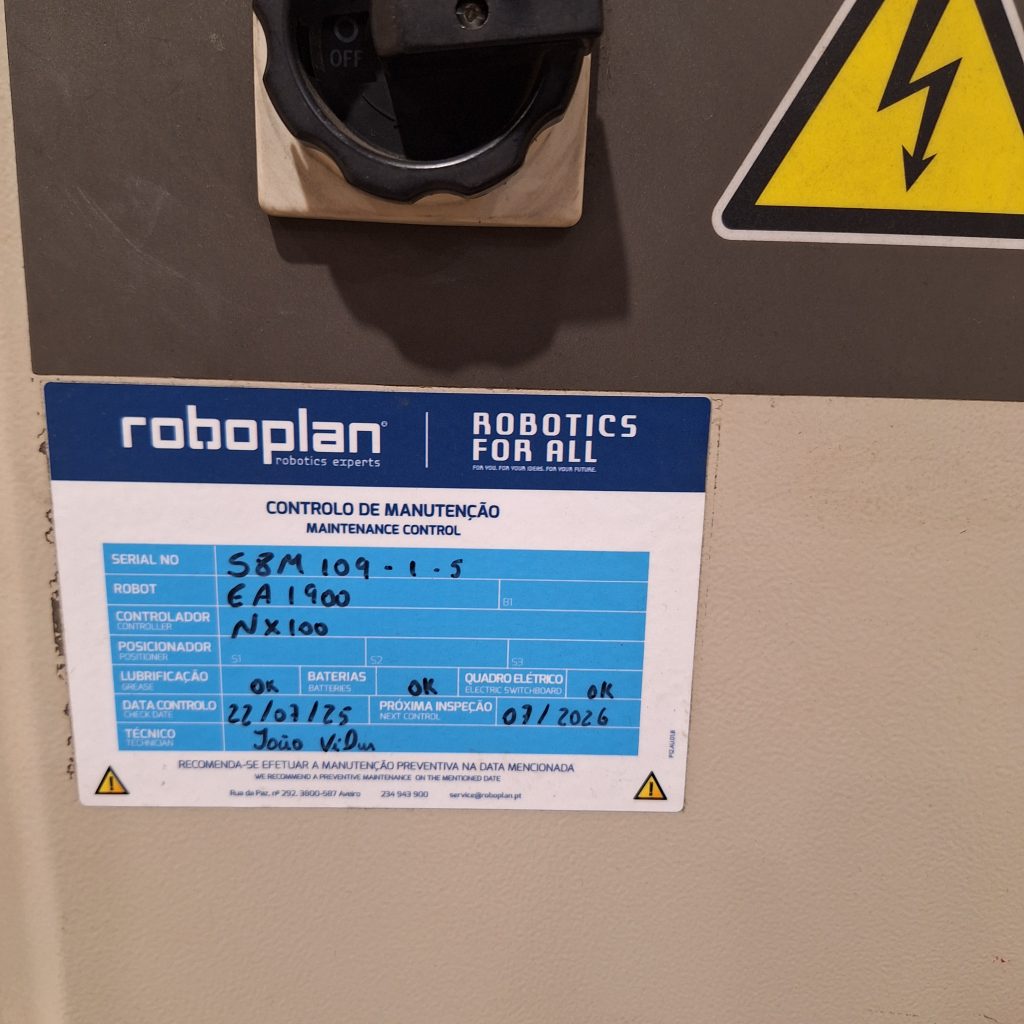 OFF
roboplan
robotics experts
ROBOTICS
FOR ALL
FOR YOU. FOR YOUR IDEAS. FOR YOUR FUTURE.
CONTROLO DE MANUTENÇÃO
MAINTENANCE CONTROL
SERIAL NO S8M 109-1-5
ROBOT EA1900 B1
CONTROLADOR NX100
CONTROLLER
POSICIONADOR
POSITIONER S1 S2 S3
LUBRIFICAÇÃO OK BATERIAS OK QUADRO ELÉTRICO OK
GREASE BATTERIES ELECTRIC SWITCHBOARD
DATA CONTROLO 22/07/25 PRÓXIMA INSPEÇÃO 07/2026
CHECK DATE NEXT CONTROL
TÉCNICO João
TECHNICIAN
RECOMENDA-SE EFETUAR A MANUTENÇÃO PREVENTIVA NA DATA MENCIONADA
WE RECOMMEND A PREVENTIVE MAINTENANCE ON THE MENTIONED DATE
Rua da Paz, nº 292, 3800-587 Aveiro 234 943 900 service@roboplan.pt